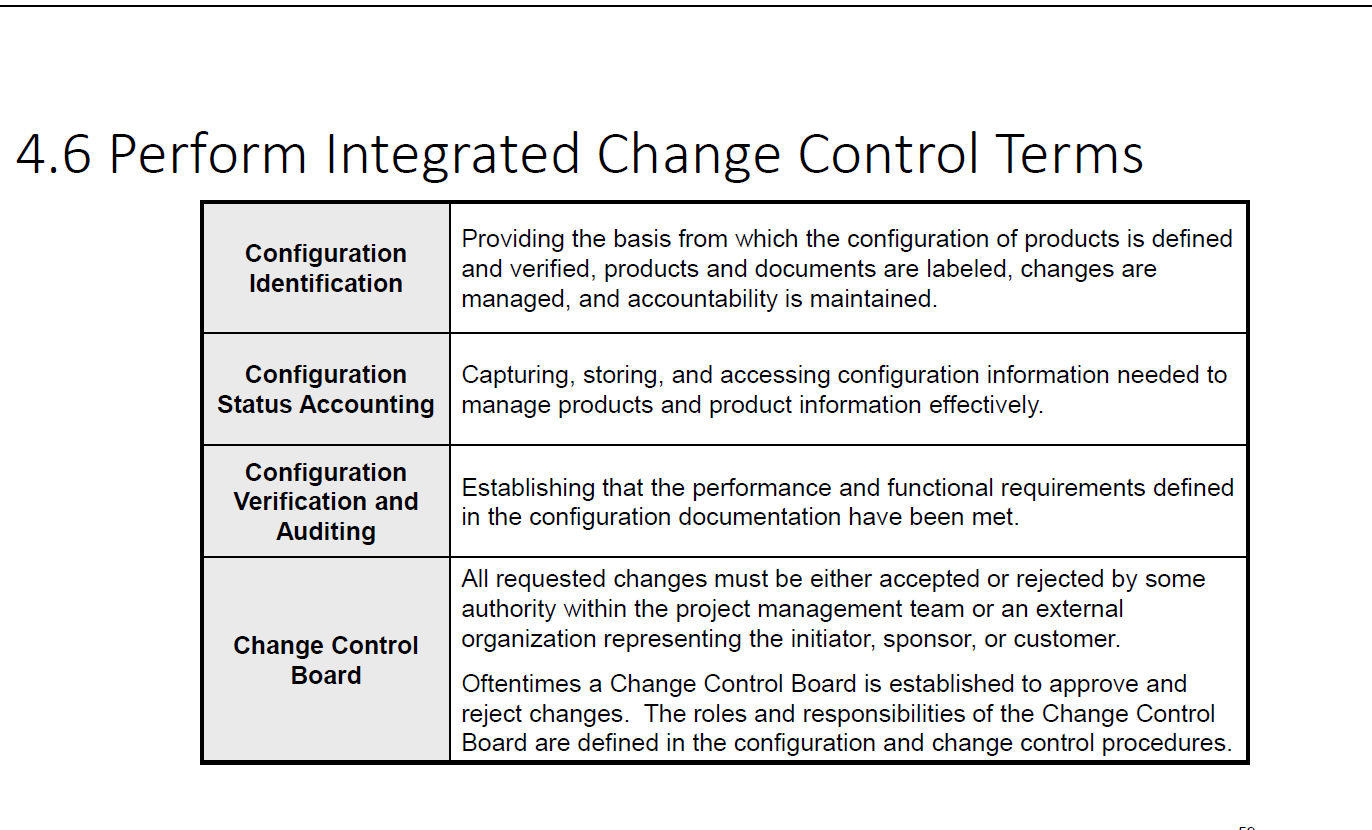 4.6 Perform Integrated Change Control Terms
Configuration
Identification
Providing the basis from which the configuration of products is defined
and verified, products and documents are labeled, changes are
managed, and accountability is maintained.
Configuration
Status Accounting
Capturing, storing, and accessing configuration information needed to
manage products and product information effectively.
Configuration
Verification and
Auditing
Establishing that the performance and functional requirements defined
in the configuration documentation have been met.
Change Control
Board
All requested changes must be either accepted or rejected by some
authority within the project management team or an external
organization representing the initiator, sponsor, or customer.
Oftentimes a Change Control Board is established to approve and
reject changes.  The roles and responsibilities of the Change Control
Board are defined in the configuration and change control procedures.